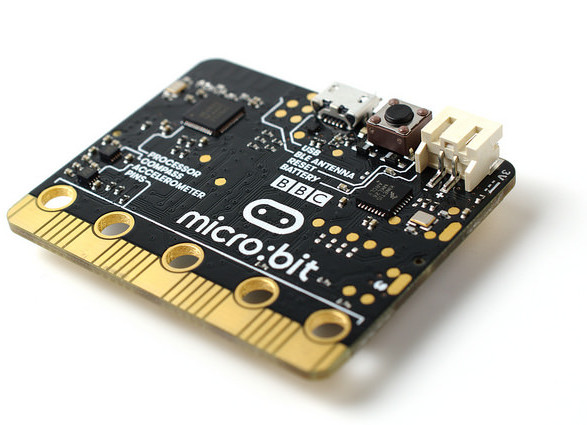 PROCESSOR
COMPASS
ACCELEROMETER
PINS
USB
BLE ANTENNA
RESET
BATTERY
BBC
micro:bit
3V